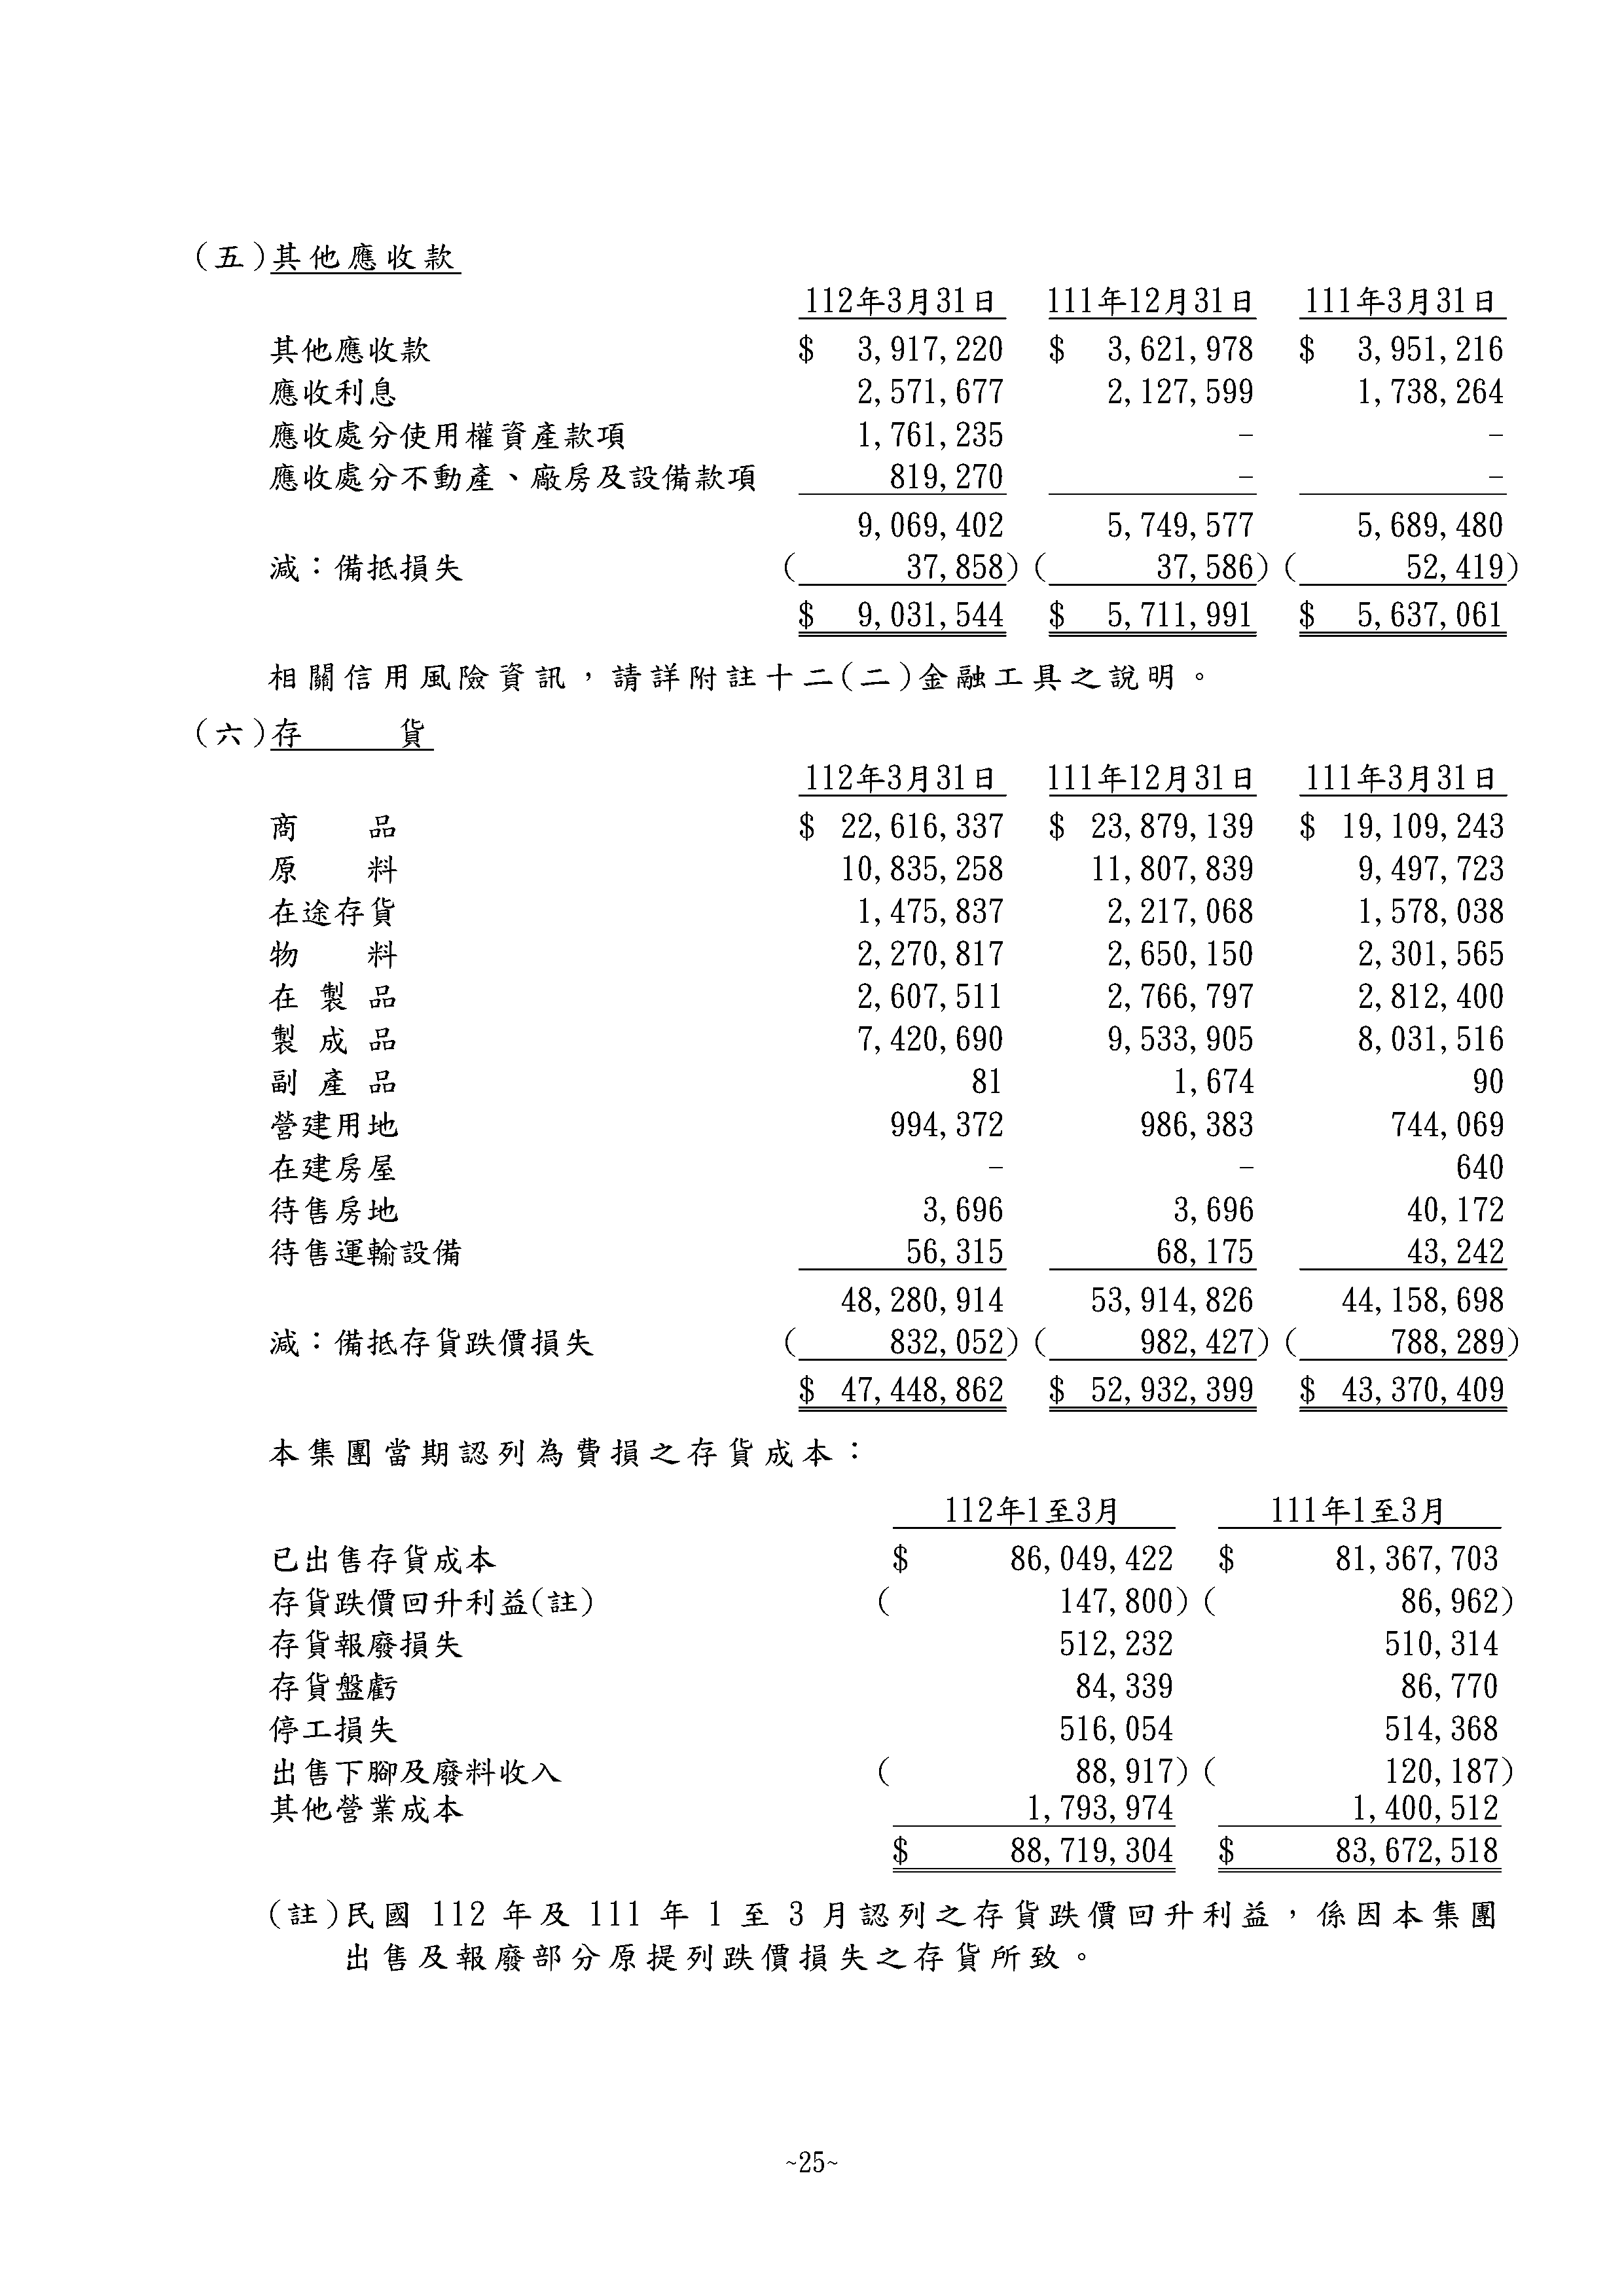 (五)其他應收款
112年3月31日 111年12月31日 111年3月31日
其他應收款 $ 3,917,220 $ 3,621,978 $ 3,951,216
應收利息 2,571,677 2,127,599 1,738,264
應收處分使用權資產款項 1,761,235 - -
應收處分不動產、廠房及設備款項 819,270 - -
9,069,402 5,749,577 5,689,480
減：備抵損失 ( 37,858) ( 37,586) ( 52,419)
$ 9,031,544 $ 5,711,991 $ 5,637,061
相關信用風險資訊，請詳附註十二(二)金融工具之說明。
(六)存 貨
112年3月31日 111年12月31日 111年3月31日
商 品 $ 22,616,337 $ 23,879,139 $ 19,109,243
原 料 10,835,258 11,807,839 9,497,723
在途存貨 1,475,837 2,217,068 1,578,038
物 料 2,270,817 2,650,150 2,301,565
在 製 品 2,607,511 2,766,797 2,812,400
製 成 品 7,420,690 9,533,905 8,031,516
副 產 品 81 1,674 90
營建用地 994,372 986,383 744,069
在建房屋 - - 640
待售房地 3,696 3,696 40,172
待售運輸設備 56,315 68,175 43,242
48,280,914 53,914,826 44,158,698
減：備抵存貨跌價損失 ( 832,052) ( 982,427) ( 788,289)
$ 47,448,862 $ 52,932,399 $ 43,370,409
本集團當期認列為費損之存貨成本：
112年1至3月 111年1至3月
已出售存貨成本 $ 86,049,422 $ 81,367,703
存貨跌價回升利益(註) ( 147,800) ( 86,962)
存貨報廢損失 512,232 510,314
存貨盤虧 84,339 86,770
停工損失 516,054 514,368
出售下腳及廢料收入 ( 88,917) ( 120,187)
其他營業成本 1,793,974 1,400,512
$ 88,719,304 $ 83,672,518
(註)民國 112 年及 111 年 1 至 3 月認列之存貨跌價回升利益，係因本集團
出售及報廢部分原提列跌價損失之存貨所致。
~25~